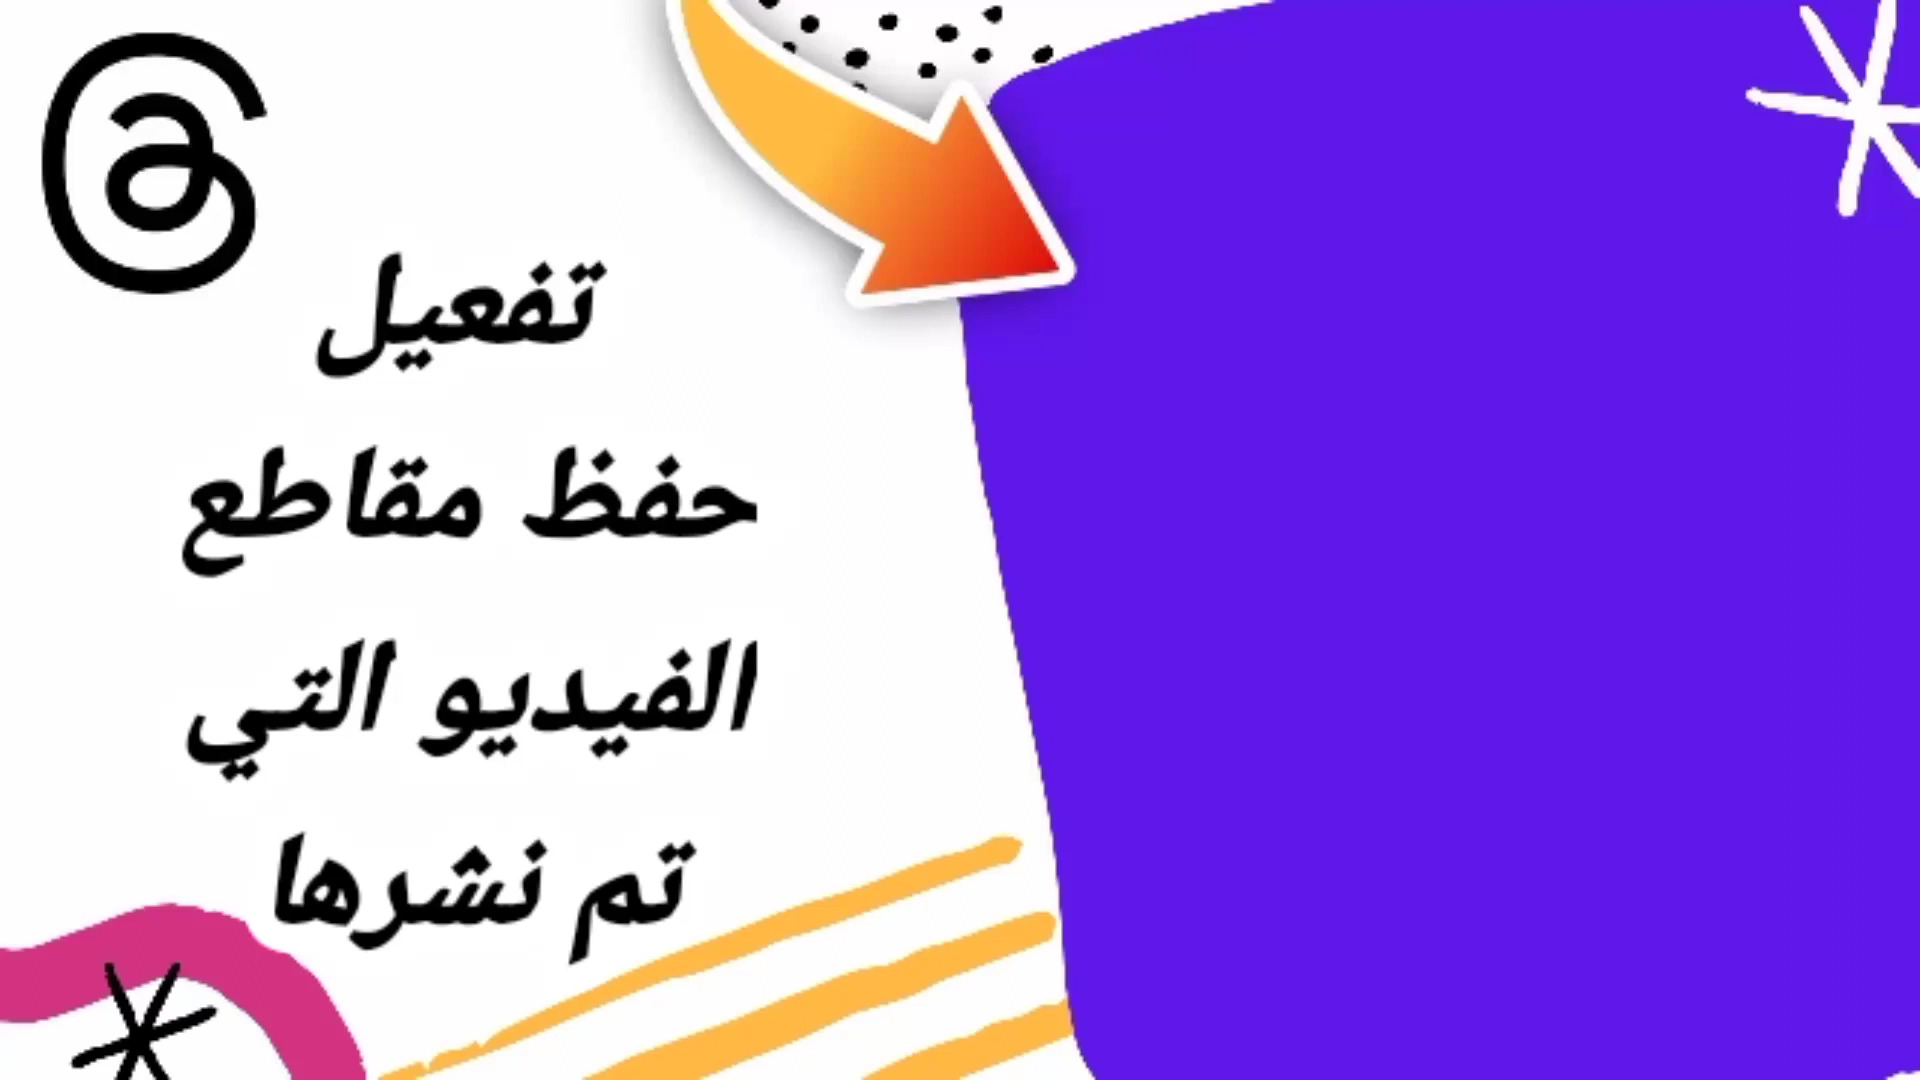 تفعيل
حفظ مقاطع
الفيديو التي
تم نشرها